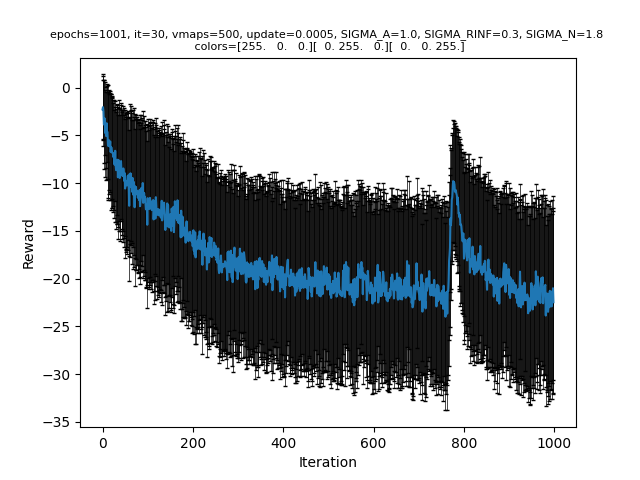 epochs=1001, it=30, vmaps=500, update=0.0005, SIGMA_A=1.0, SIGMA_RINF=0.3, SIGMA_N=1.8
colors=[255. 0. 0.][ 0. 255. 0.][ 0. 0. 255.]
0
−5
−10
−15
−20
−25
−30
−35
Reward
0 200 400 600 800 1000
Iteration